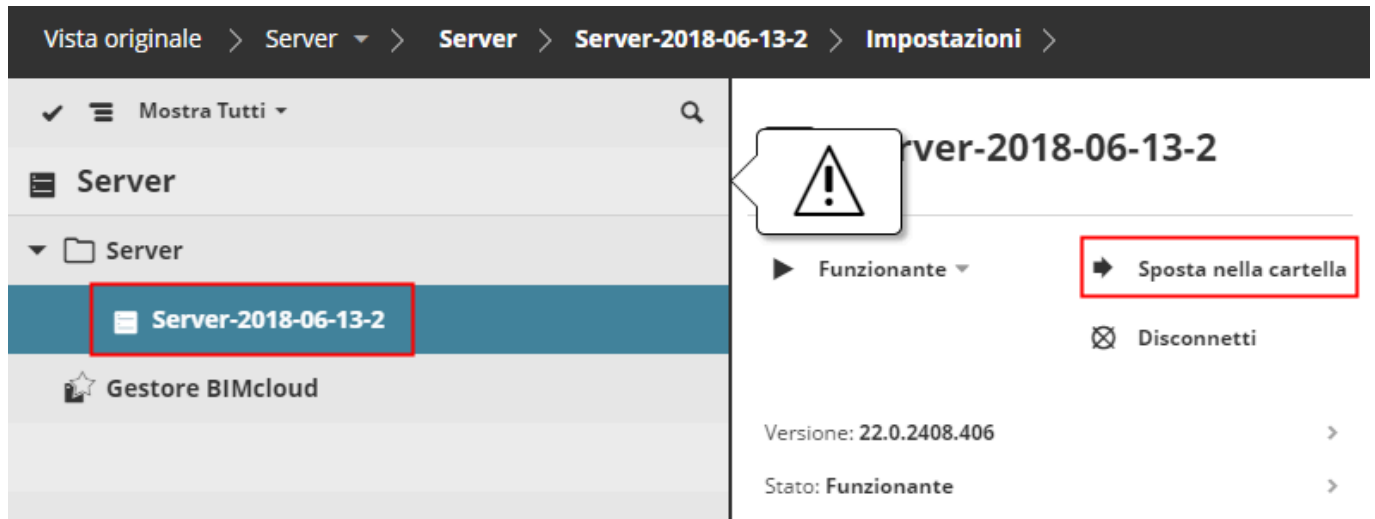 Vista originale > Server > Server > Server-2018-06-13-2 > Impostazioni >
Mostra Tutti
Server
Server
Server-2018-06-13-2
Gestore BIMcloud
rver-2018-06-13-2
Funzionante
Sposta nella cartella
Disconnetti
Versione: 22.0.2408.406
Stato: Funzionante